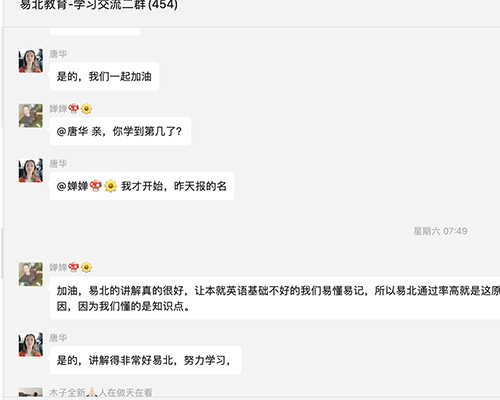 易北教育-学习交流二群(454)
唐华
是的，我们一起加油
婵婵🍄🌼
@唐华 亲，你学到第几了?
唐华
@婵婵🍄🌼 我才开始，昨天报的名
星期六 07:49
婵婵🍄🌼
加油，易北的讲解真的很好，让本就英语基础不好的我们易懂易记，所以易北通过率高就是这原
因，因为我们懂的是知识点。
唐华
是的，讲解得非常好易北，努力学习，
木子全新🙏🏻人在做天在看